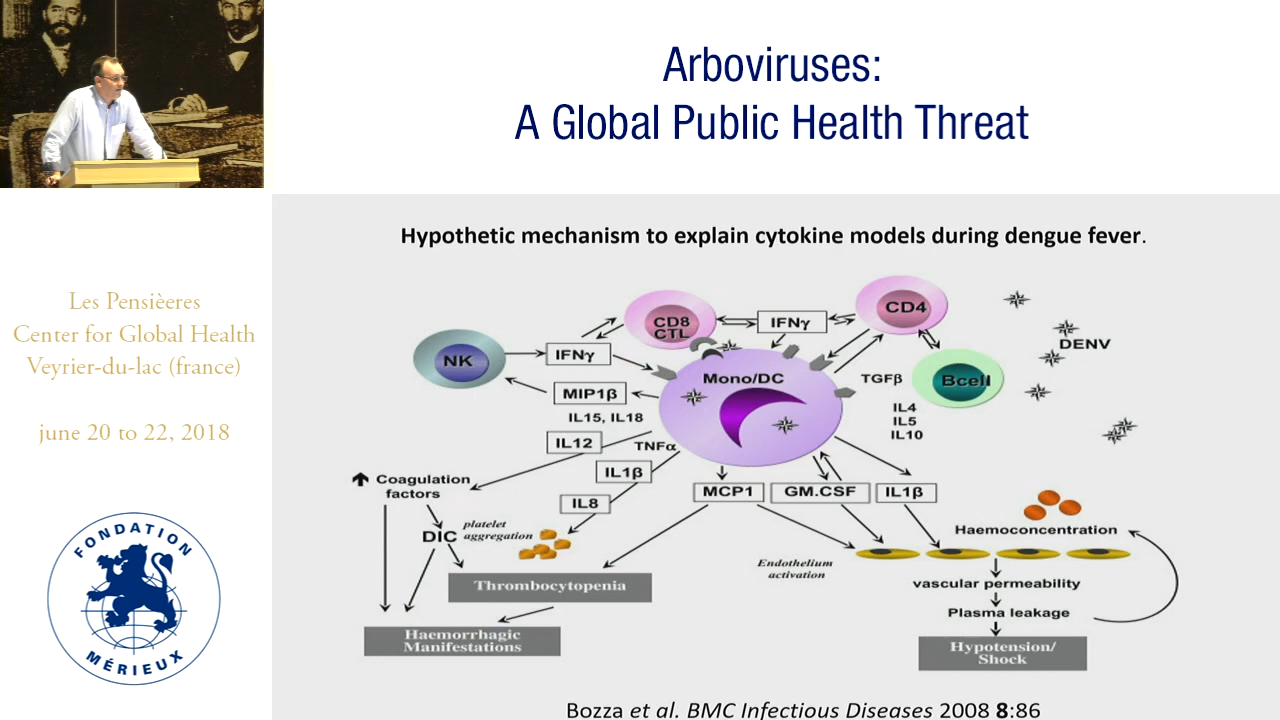 Arboviruses:
A Global Public Health Threat
Les Pensièeres
Center for Global Health
Veyrier-du-lac (france)
june 20 to 22, 2018
FONDATION
MÉRIEUX
Hypothetic mechanism to explain cytokine models during dengue fever.
CD8
CTL
IFNγ
CD4
DENV
NK
IFNγ
Mono/DC
TGFβ
Bcell
MIP1β
IL15, IL18
IL4
IL5
IL10
IL12
TNFα
IL1β
IL8
MCP1
GM.CSF
IL1β
Coagulation
factors
DIC
platelet
aggregation
Haemoconcentration
Endothelium
activation
Thrombocytopenia
vascular permeability
Plasma leakage
Haemorrhagic
Manifestations
Hypotension/
Shock
Bozza et al. BMC Infectious Diseases 2008 8:86